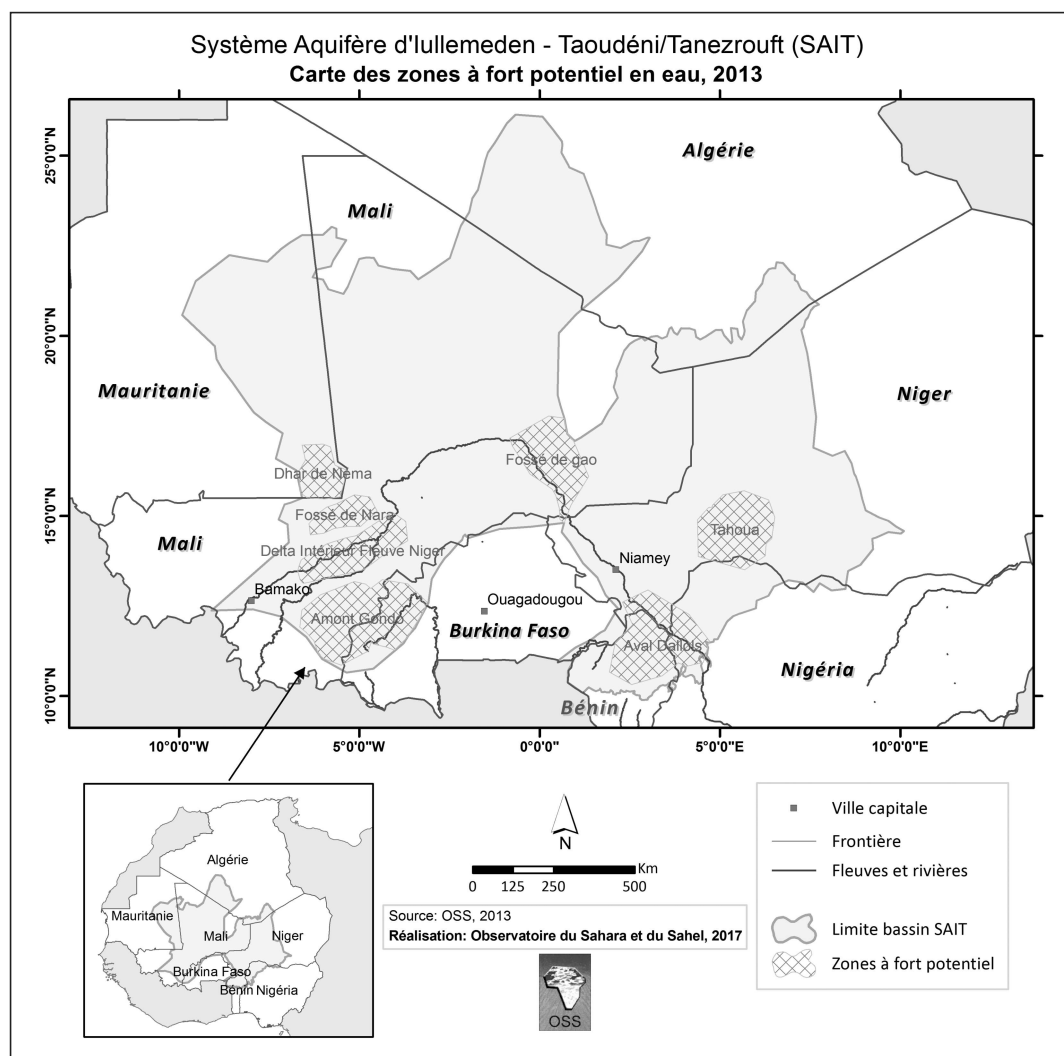 Système Aquifère d'Iullemeden - Taoudéni/Tanezrouft (SAIT)
Carte des zones à fort potentiel en eau, 2013
25°0'0"N
20°0'0"N
15°0'0"N
10°0'0"N
Algérie
Mali
Mauritanie
Niger
Dhar de Néma
Fossé de gao
Fossé de Nara
Tahoua
Mali
Delta Intérieur Fleuve Niger
Niamey
Bamako
Ouagadougou
Amont Gondo
Burkina Faso
Aval Dallols
Nigéria
Bénin
10°0'0"W
5°0'0"W
0°0'0"
5°0'0"E
10°0'0"E
Algérie
Mauritanie
Mali
Niger
Burkina Faso
Bénin
Nigéria
N
Km
0 125 250 500
Source: OSS, 2013
Réalisation: Observatoire du Sahara et du Sahel, 2017
OSS
Ville capitale
Frontière
Fleuves et rivières
Limite bassin SAIT
Zones à fort potentiel